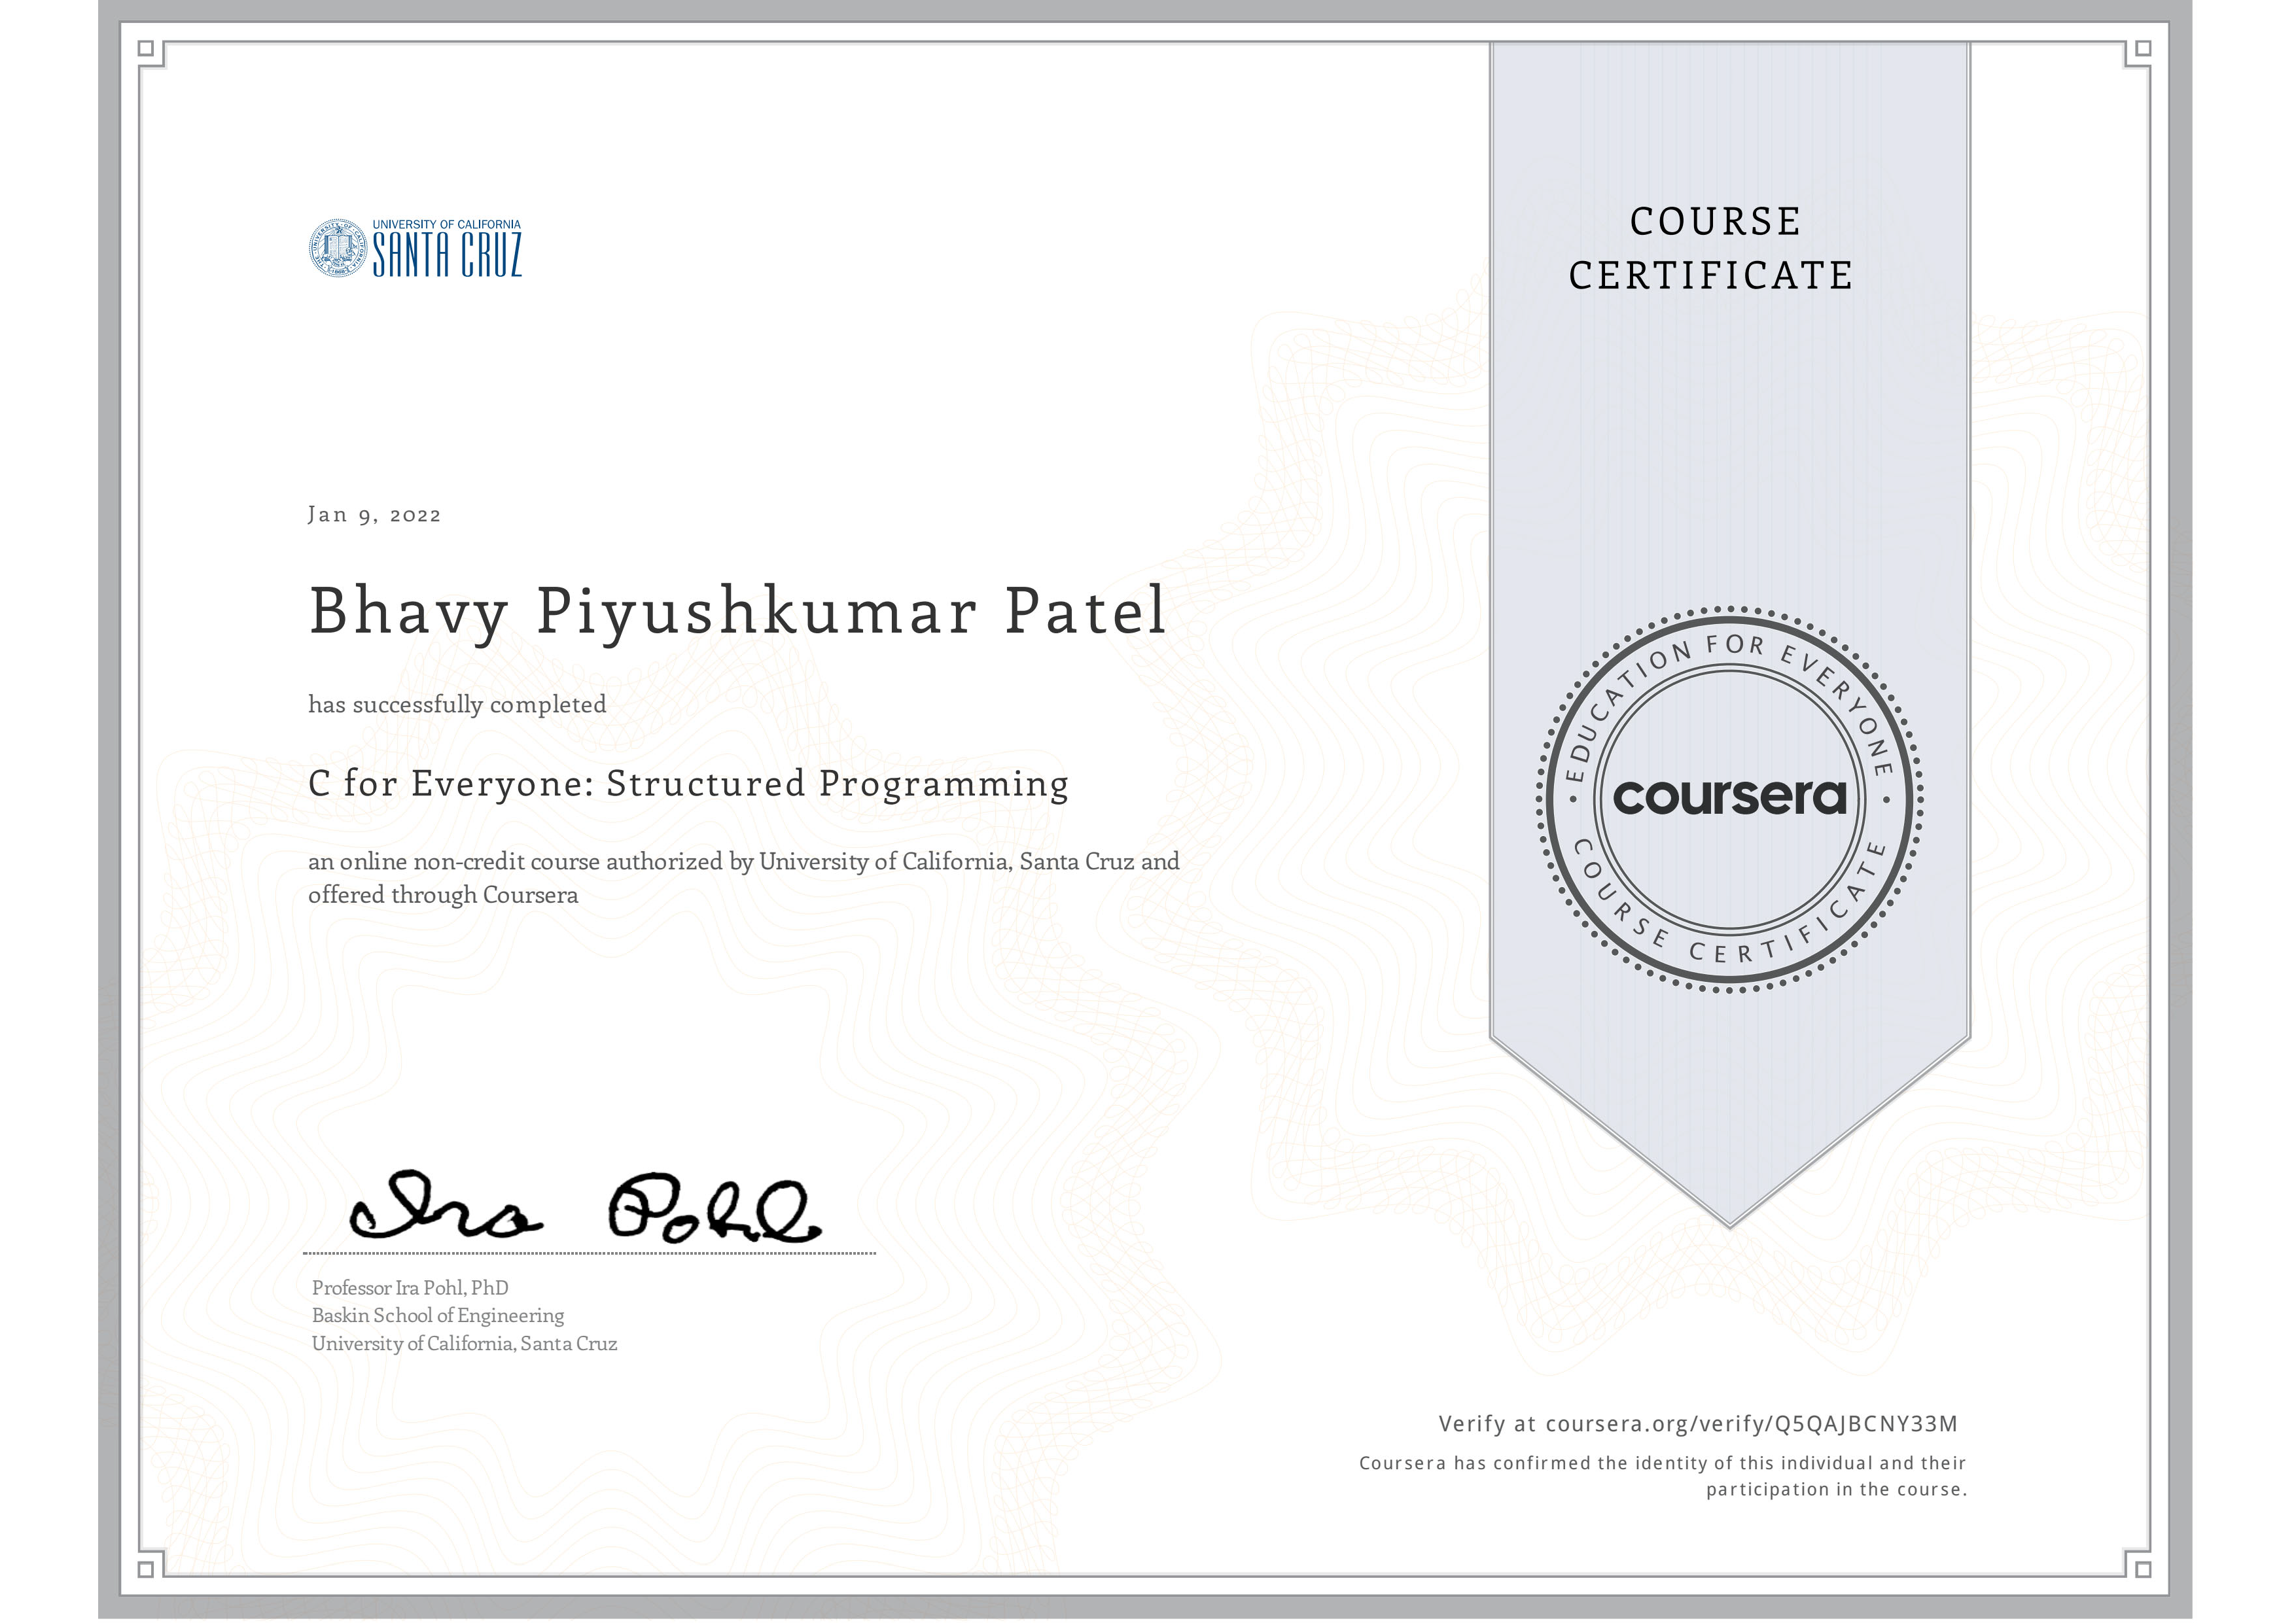 UNIVERSITY OF CALIFORNIA
SANTA CRUZ
COURSE
CERTIFICATE
Jan 9, 2022
Bhavy Piyushkumar Patel
has successfully completed
C for Everyone: Structured Programming
an online non-credit course authorized by University of California, Santa Cruz and
offered through Coursera
EDUCATION FOR EVERYONE
coursera
COURSE CERTIFICATE
Ira Pohl
Professor Ira Pohl, PhD
Baskin School of Engineering
University of California, Santa Cruz
Verify at coursera.org/verify/Q5QAJBCNY33M
Coursera has confirmed the identity of this individual and their
participation in the course.